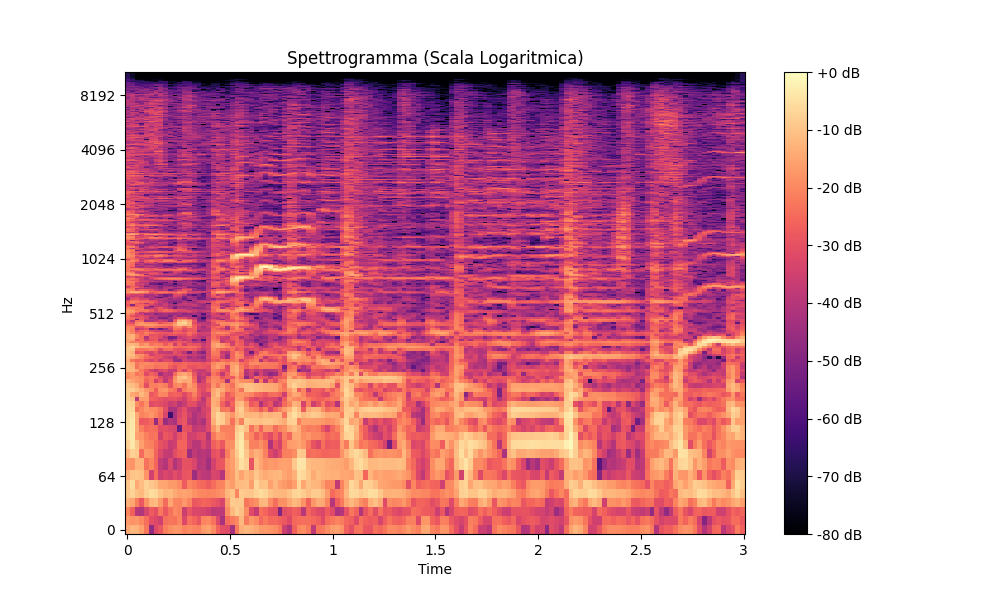 Spettrogramma (Scala Logaritmica)
Hz
8192
4096
2048
1024
512
256
128
64
0
0
0.5
1
1.5
2
2.5
3
Time
+0 dB
-10 dB
-20 dB
-30 dB
-40 dB
-50 dB
-60 dB
-70 dB
-80 dB